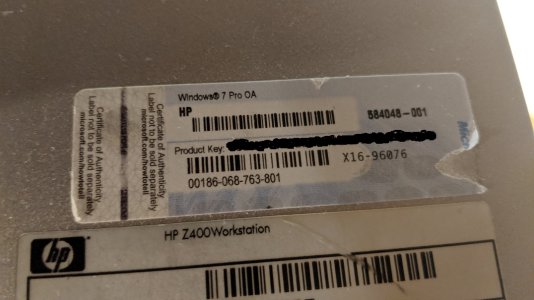 Windows® 7 Pro OA
HP
584048-001
Product Key:
X16-96076
00186-068-763-801
Certificate of Authenticity
Label not to be sold separately
microsoft.com/howtotell
Certificate of Authenticity
Label not to be sold separately
microsoft.com/howtotell
hp
HP Z400Workstation